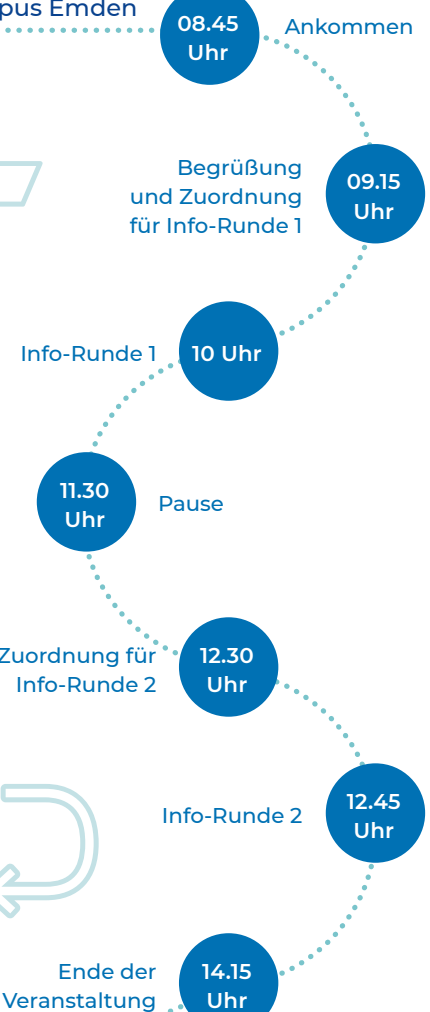 pus Emden
08.45
Uhr
Ankommen
Begrüßung
und Zuordnung
für Info-Runde 1
09.15
Uhr
Info-Runde 1
10 Uhr
11.30
Uhr
Pause
Zuordnung für
Info-Runde 2
12.30
Uhr
Info-Runde 2
12.45
Uhr
Ende der
Veranstaltung
14.15
Uhr